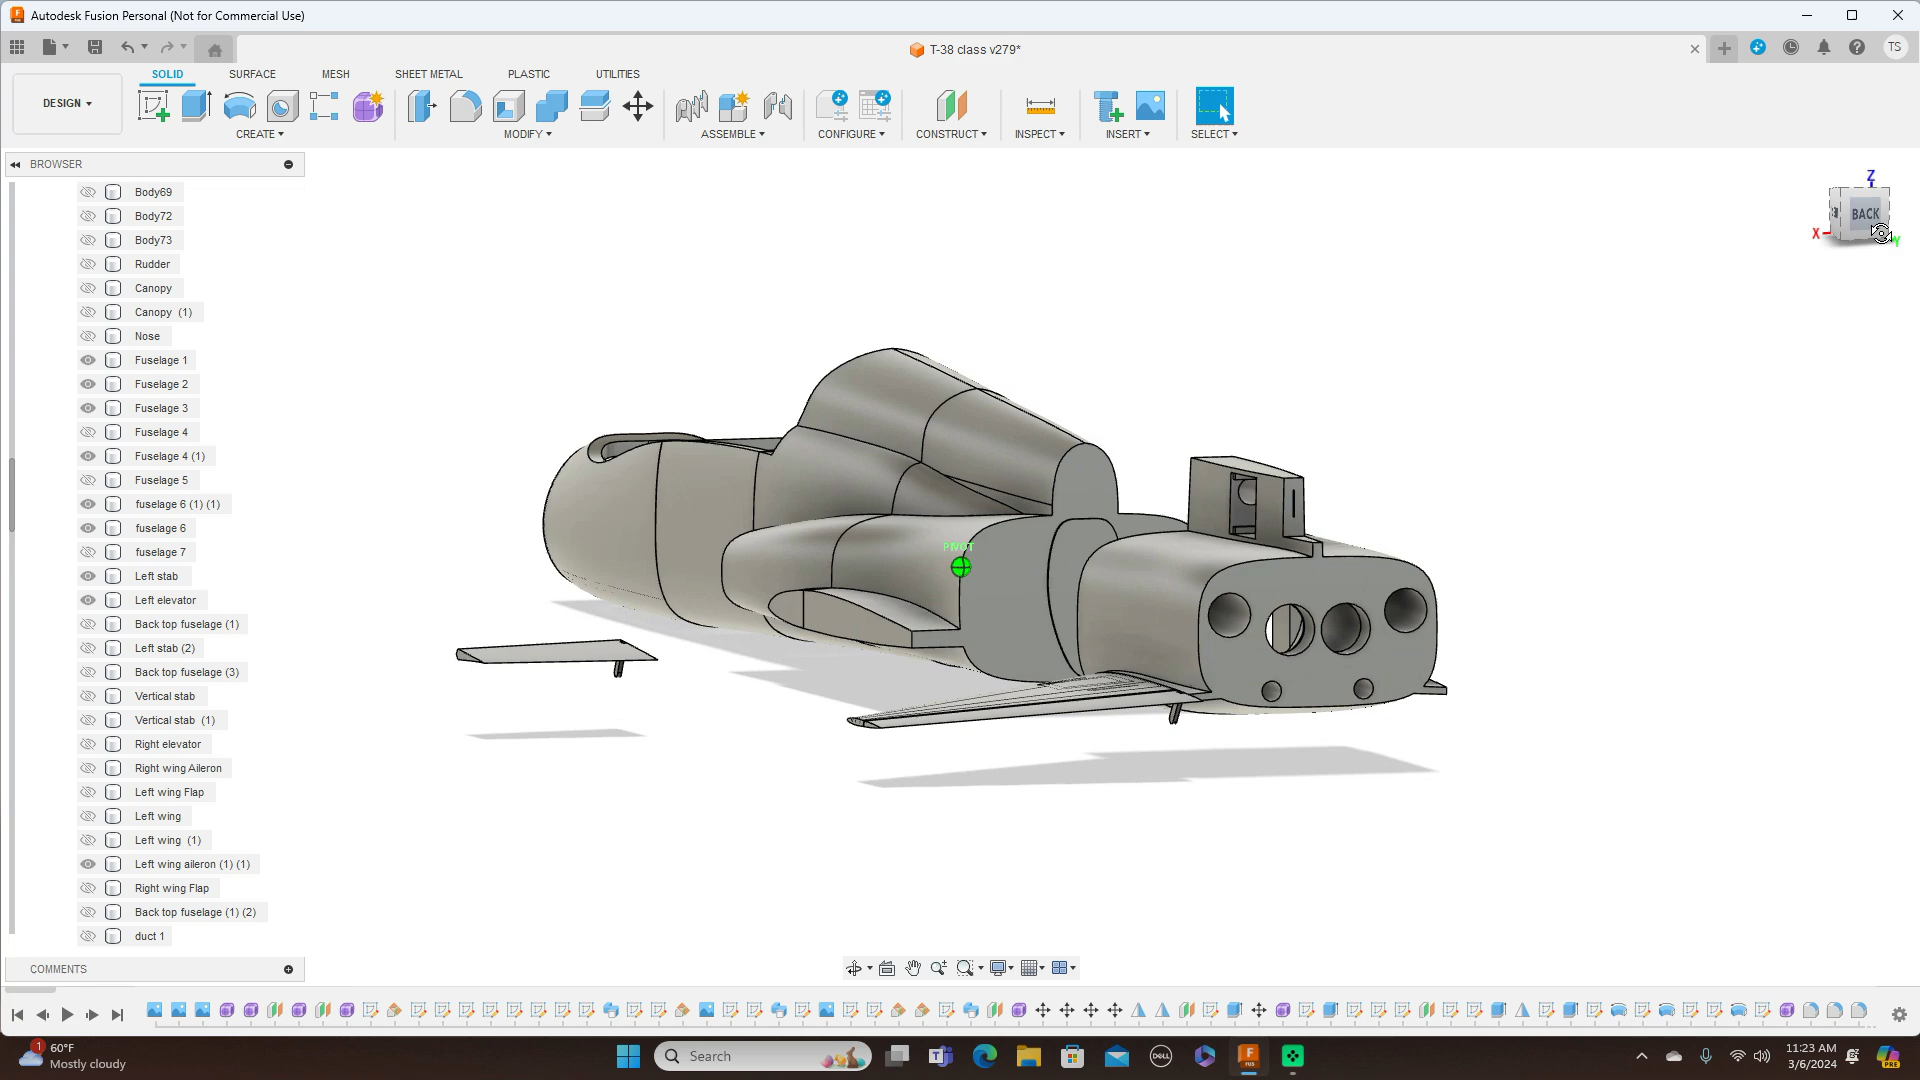 Autodesk Fusion Personal (Not for Commercial Use)
T-38 class v279*
TS
DESIGN
SOLID
SURFACE
MESH
SHEET METAL
PLASTIC
UTILITIES
CREATE
MODIFY
ASSEMBLE
CONFIGURE
CONSTRUCT
INSPECT
INSERT
SELECT
BROWSER
Body69
Body72
Body73
Rudder
Canopy
Canopy (1)
Nose
Fuselage 1
Fuselage 2
Fuselage 3
Fuselage 4
Fuselage 4 (1)
Fuselage 5
fuselage 6 (1) (1)
fuselage 6
fuselage 7
Left stab
Left elevator
Back top fuselage (1)
Left stab (2)
Back top fuselage (3)
Vertical stab
Vertical stab (1)
Right elevator
Right wing Aileron
Left wing Flap
Left wing
Left wing (1)
Left wing aileron (1) (1)
Right wing Flap
Back top fuselage (1) (2)
duct 1
Z
BACK
X
Y
PIVOT
COMMENTS
1
60°F
Mostly cloudy
Search
DELL
F
FUS
11:23 AM
3/6/2024
PRE